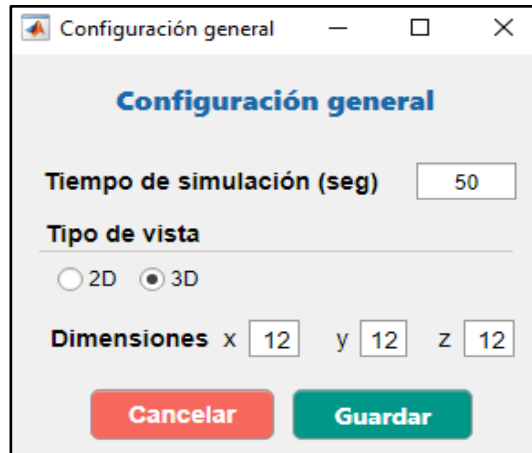 Configuración general
Configuración general
Tiempo de simulación (seg) 50
Tipo de vista
2D 3D
Dimensiones x 12 y 12 z 12
Cancelar Guardar